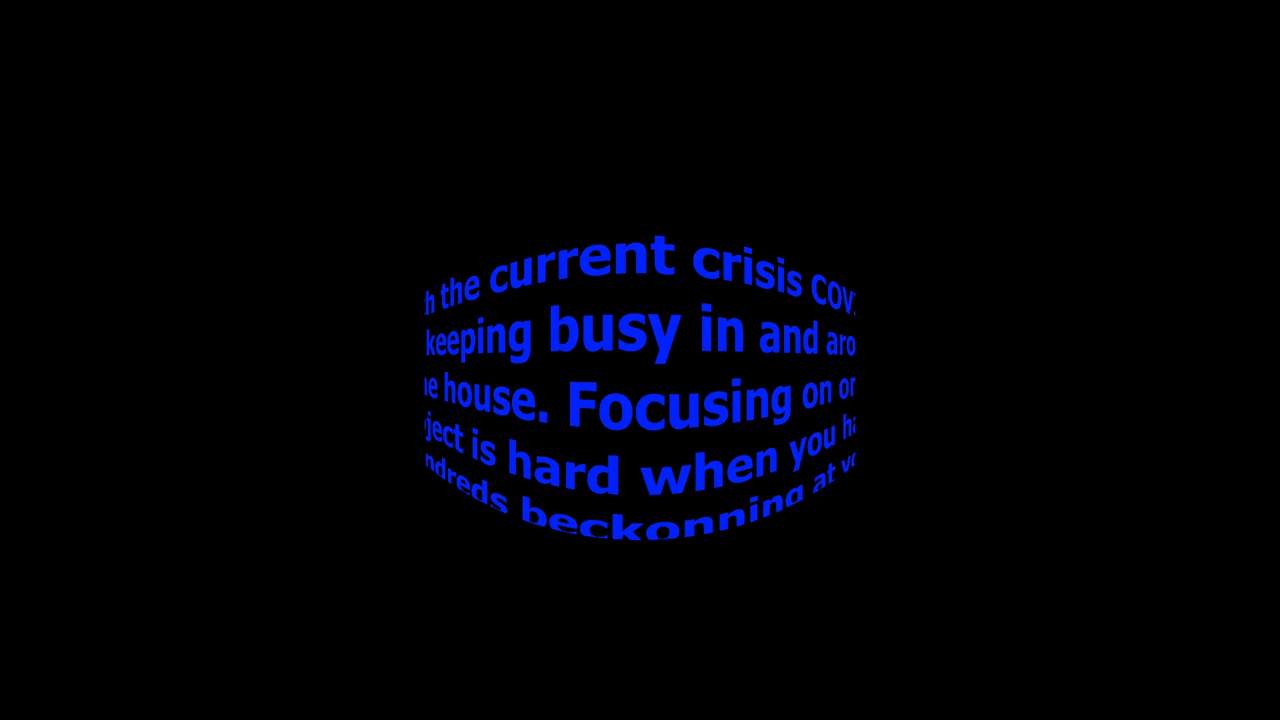 the current crisis
keeping busy in and
house. Focusing on
is hard when you
beckonning at